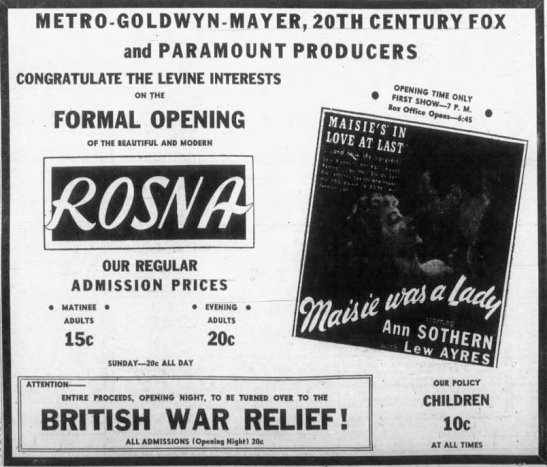 METRO-GOLDWYN-MAYER, 20TH CENTURY FOX
and PARAMOUNT PRODUCERS
CONGRATULATE THE LEVINE INTERESTS
ON THE
FORMAL OPENING
OF THE BEAUTIFUL AND MODERN
ROSNA
OUR REGULAR
ADMISSION PRICES
• MATINEE •
ADULTS
15c
• EVENING •
ADULTS
20c
SUNDAY—20c ALL DAY
OPENING TIME ONLY
FIRST SHOW—7 P. M.
Box Office Opens—6:45
MAISIE'S IN
LOVE AT LAST
Maisie was a Lady
starring
Ann SOTHERN
with Lew AYRES
ATTENTION—
ENTIRE PROCEEDS, OPENING NIGHT, TO BE TURNED OVER TO THE
BRITISH WAR RELIEF!
ALL ADMISSIONS (Opening Night) 20c
OUR POLICY
CHILDREN
10c
AT ALL TIMES